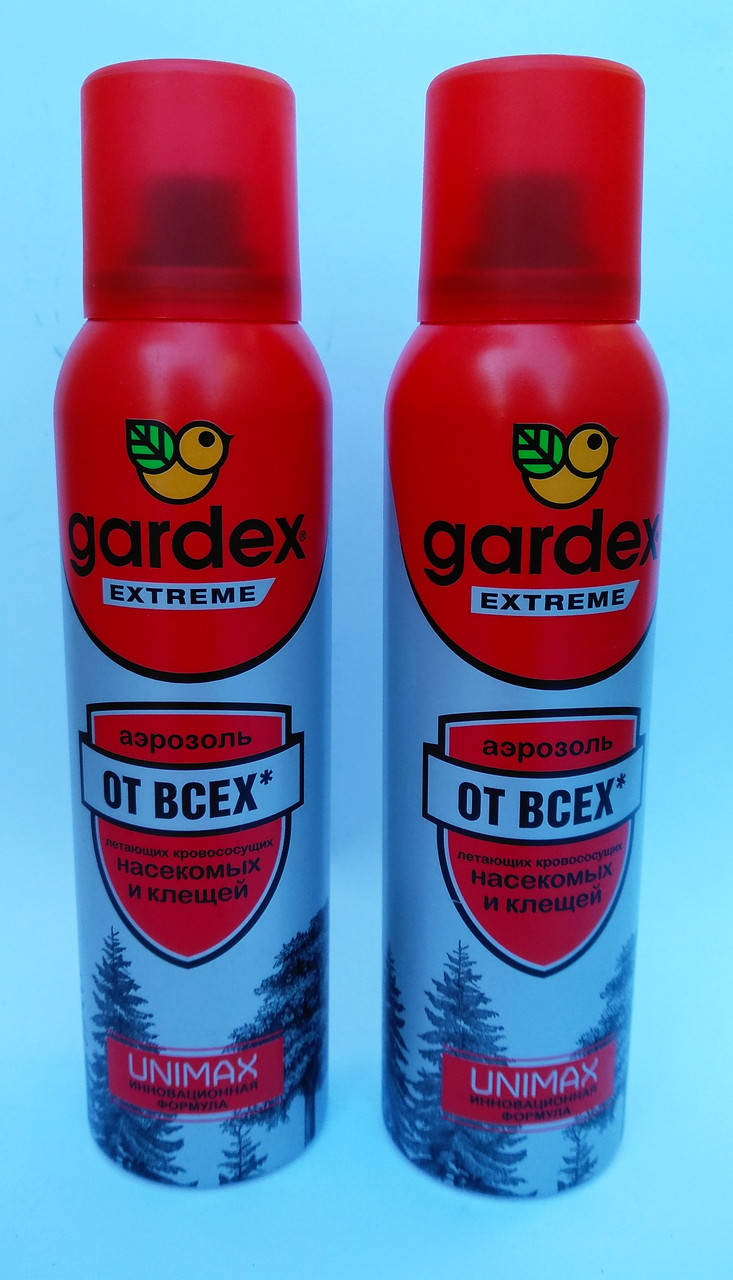 gardex®
EXTREME
аэрозоль
ОТ ВСЕХ*
летающих кровососущих
насекомых
и клещей
UNIMAX
ИННОВАЦИОННАЯ
ФОРМУЛА
gardex®
EXTREME
аэрозоль
ОТ ВСЕХ*
летающих кровососущих
насекомых
и клещей
UNIMAX
ИННОВАЦИОННАЯ
ФОРМУЛА